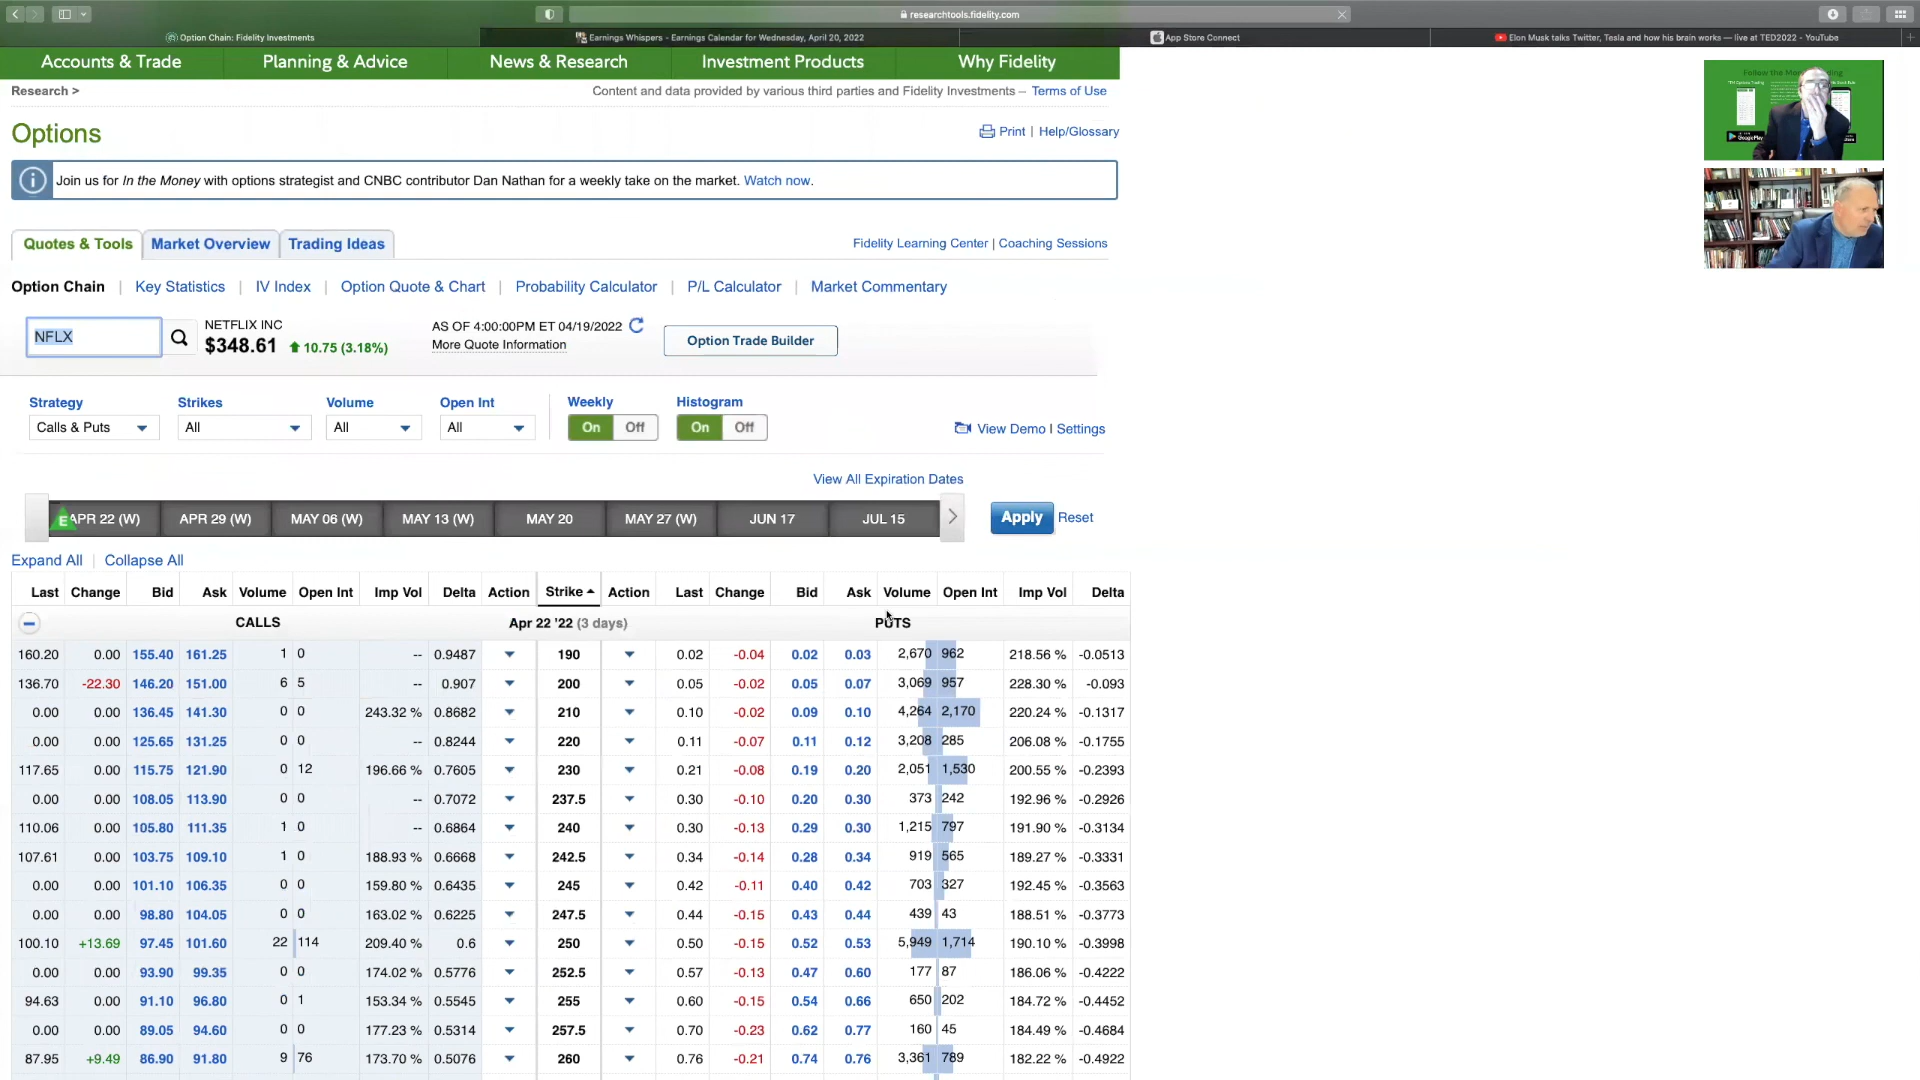 researchtools.fidelity.com
Option Chain: Fidelity Investments
Earnings Whispers - Earnings Calendar for Wednesday, April 20, 2022
App Store Connect
Elon Musk talks Twitter, Tesla and how his brain works — live at TED2022 - YouTube
Accounts & Trade Planning & Advice News & Research Investment Products Why Fidelity
Research > Content and data provided by various third parties and Fidelity Investments – Terms of Use
Options Print | Help/Glossary
Join us for In the Money with options strategist and CNBC contributor Dan Nathan for a weekly take on the market. Watch now.
Quotes & Tools Market Overview Trading Ideas Fidelity Learning Center | Coaching Sessions
Option Chain | Key Statistics | IV Index | Option Quote & Chart | Probability Calculator | P/L Calculator | Market Commentary
NFLX
NETFLIX INC
$348.61 10.75 (3.18%)
AS OF 4:00:00PM ET 04/19/2022
More Quote Information
Option Trade Builder
Strategy Strikes Volume Open Int Weekly Histogram
Calls & Puts All All All On Off On Off View Demo | Settings
View All Expiration Dates
E APR 22 (W) APR 29 (W) MAY 06 (W) MAY 13 (W) MAY 20 MAY 27 (W) JUN 17 JUL 15 Apply Reset
Expand All | Collapse All
Last Change Bid Ask Volume Open Int Imp Vol Delta Action Strike Action Last Change Bid Ask Volume Open Int Imp Vol Delta
CALLS Apr 22 '22 (3 days) PUTS
160.20 0.00 155.40 161.25 1 0 -- 0.9487 190 0.02 -0.04 0.02 0.03 2,670 962 218.56 % -0.0513
136.70 -22.30 146.20 151.00 6 5 -- 0.907 200 0.05 -0.02 0.05 0.07 3,069 957 228.30 % -0.093
0.00 0.00 136.45 141.30 0 0 243.32 % 0.8682 210 0.10 -0.02 0.09 0.10 4,264 2,170 220.24 % -0.1317
0.00 0.00 125.65 131.25 0 0 -- 0.8244 220 0.11 -0.07 0.11 0.12 3,208 285 206.08 % -0.1755
117.65 0.00 115.75 121.90 0 12 196.66 % 0.7605 230 0.21 -0.08 0.19 0.20 2,051 1,530 200.55 % -0.2393
0.00 0.00 108.05 113.90 0 0 -- 0.7072 237.5 0.30 -0.10 0.20 0.30 373 242 192.96 % -0.2926
110.06 0.00 105.80 111.35 1 0 -- 0.6864 240 0.30 -0.13 0.29 0.30 1,215 797 191.90 % -0.3134
107.61 0.00 103.75 109.10 1 0 188.93 % 0.6668 242.5 0.34 -0.14 0.28 0.34 919 565 189.27 % -0.3331
0.00 0.00 101.10 106.35 0 0 159.80 % 0.6435 245 0.42 -0.11 0.40 0.42 703 327 192.45 % -0.3563
0.00 0.00 98.80 104.05 0 0 163.02 % 0.6225 247.5 0.44 -0.15 0.43 0.44 439 43 188.51 % -0.3773
100.10 +13.69 97.45 101.60 22 114 209.40 % 0.6 250 0.50 -0.15 0.52 0.53 5,949 1,714 190.10 % -0.3998
0.00 0.00 93.90 99.35 0 0 174.02 % 0.5776 252.5 0.57 -0.13 0.47 0.60 177 87 186.06 % -0.4222
94.63 0.00 91.10 96.80 0 1 153.34 % 0.5545 255 0.60 -0.15 0.54 0.66 650 202 184.72 % -0.4452
0.00 0.00 89.05 94.60 0 0 177.23 % 0.5314 257.5 0.70 -0.23 0.62 0.77 160 45 184.49 % -0.4684
87.95 +9.49 86.90 91.80 9 76 173.70 % 0.5076 260 0.76 -0.21 0.74 0.76 3,361 789 182.22 % -0.4922